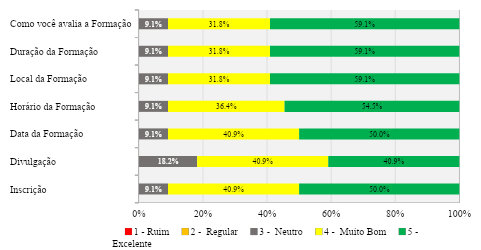 Como você avalia a Formação 9.1% 31.8% 59.1%
Duração da Formação 9.1% 31.8% 59.1%
Local da Formação 9.1% 31.8% 59.1%
Horário da Formação 9.1% 36.4% 54.5%
Data da Formação 9.1% 40.9% 50.0%
Divulgação 18.2% 40.9% 40.9%
Inscrição 9.1% 40.9% 50.0%
0% 20% 40% 60% 80% 100%
1 - Ruim 2 - Regular 3 - Neutro 4 - Muito Bom 5 -
Excelente